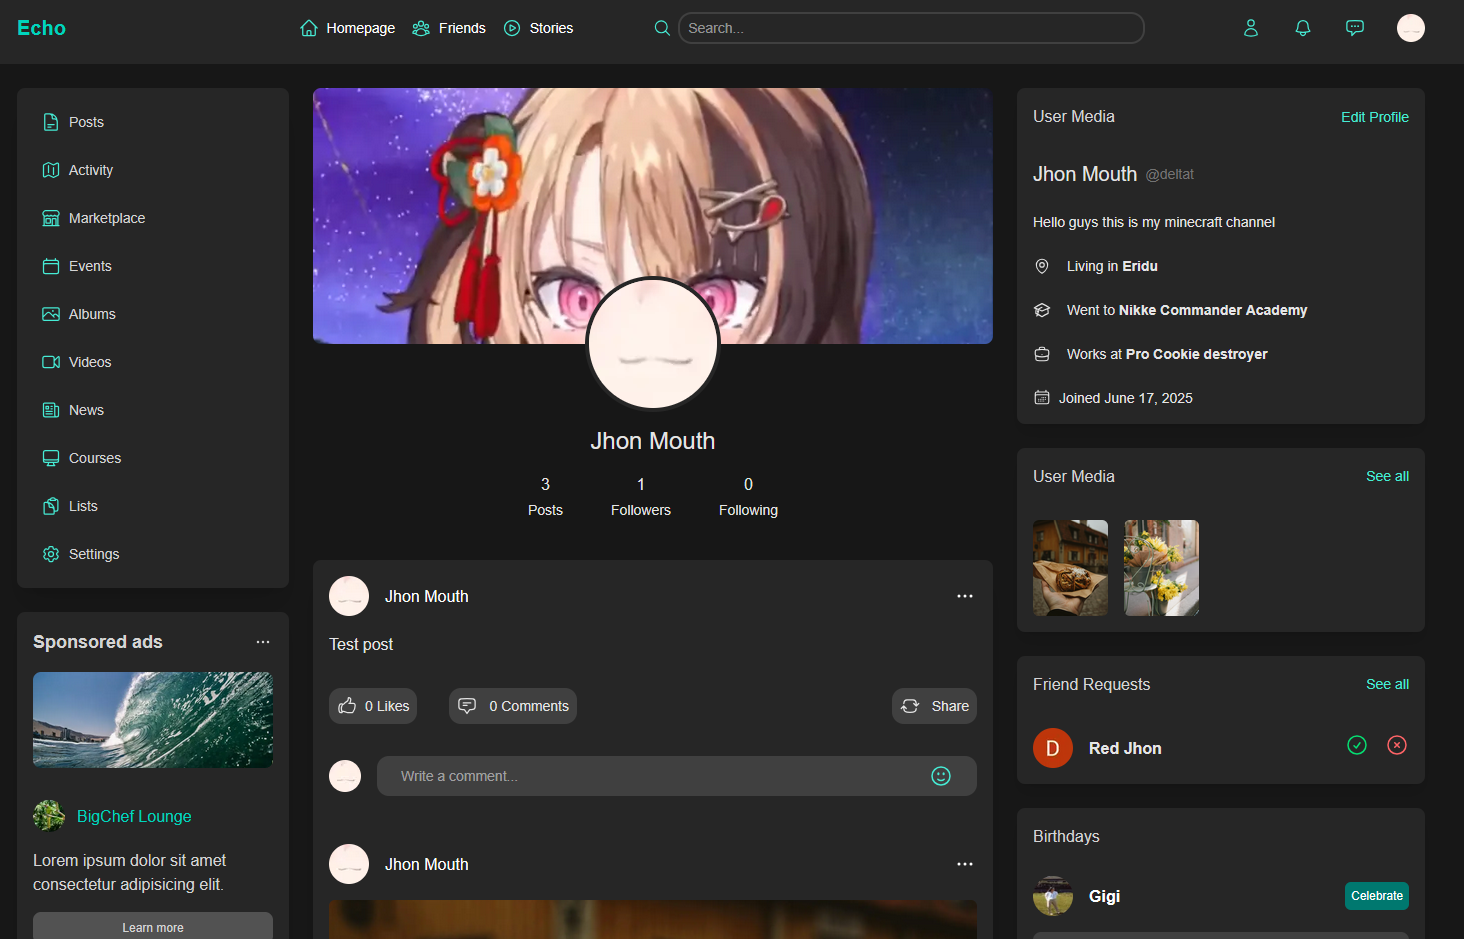 Echo
Homepage
Friends
Stories
Search...
Posts
Activity
Marketplace
Events
Albums
Videos
News
Courses
Lists
Settings
Sponsored ads
BigChef Lounge
Lorem ipsum dolor sit amet
consectetur adipisicing elit.
Learn more
Jhon Mouth
3
Posts
1
Followers
0
Following
Jhon Mouth
Test post
0 Likes
0 Comments
Share
Write a comment...
Jhon Mouth
User Media
Edit Profile
Jhon Mouth @deltat
Hello guys this is my minecraft channel
Living in Eridu
Went to Nikke Commander Academy
Works at Pro Cookie destroyer
Joined June 17, 2025
User Media
See all
Friend Requests
See all
D
Red Jhon
Birthdays
Gigi
Celebrate